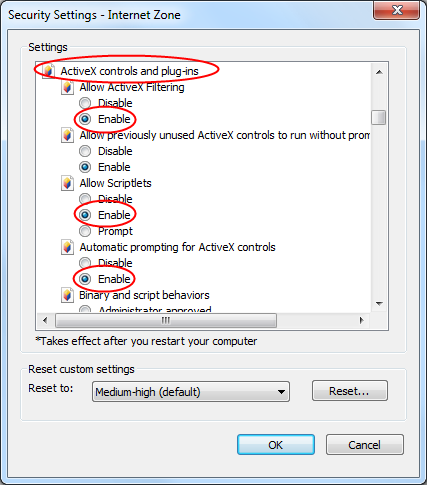 Security Settings - Internet Zone
Settings
ActiveX controls and plug-ins
Allow ActiveX Filtering
Disable
Enable
Allow previously unused ActiveX controls to run without prom
Disable
Enable
Allow Scriptlets
Disable
Enable
Prompt
Automatic prompting for ActiveX controls
Disable
Enable
Binary and script behaviors
Administrator approved
*Takes effect after you restart your computer
Reset custom settings
Reset to:
Medium-high (default)
Reset...
OK
Cancel